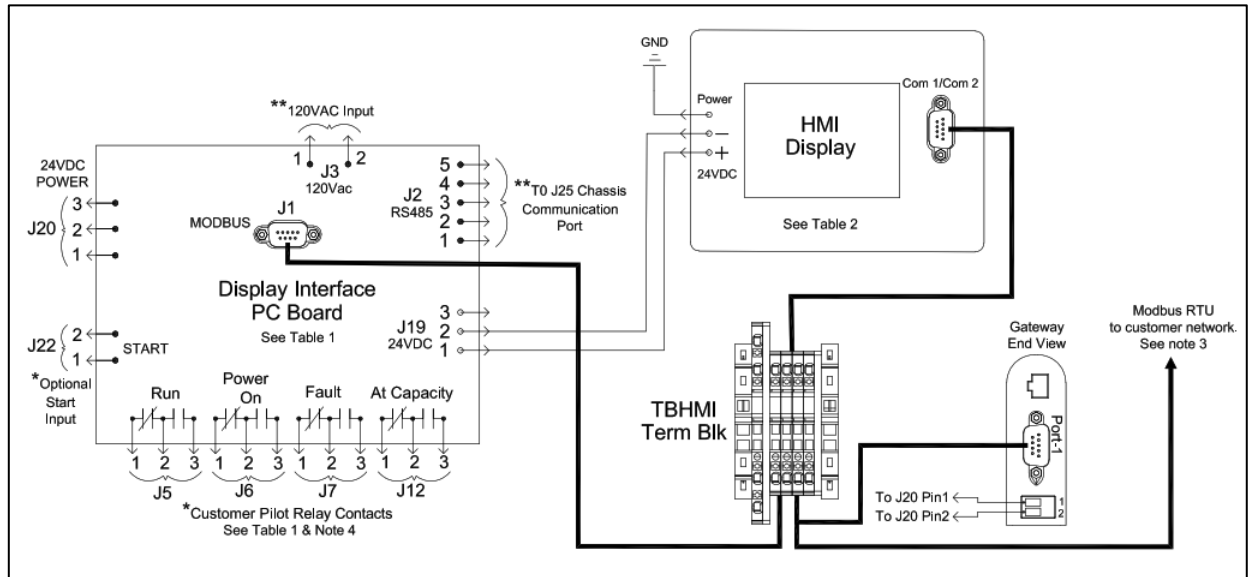 **120VAC Input
1 2
J3
120Vac
24VDC
POWER
3
J20 2
1
MODBUS
J1
5
4
J2 3
RS485
2
1
**T0 J25 Chassis
Communication
Port
Display Interface
PC Board
See Table 1
3
J19 2
24VDC
1
2
J22 START
1
*Optional
Start
Input
Run
Power
On
Fault
At Capacity
1 2 3
1 2 3
1 2 3
1 2 3
J5
J6
J7
J12
*Customer Pilot Relay Contacts
See Table 1 & Note 4
GND
Power
−
+
24VDC
HMI
Display
Com 1/Com 2
See Table 2
TBHMI
Term Blk
Gateway
End View
Port-1
1
2
To J20 Pin1
To J20 Pin2
Modbus RTU
to customer network.
See note 3